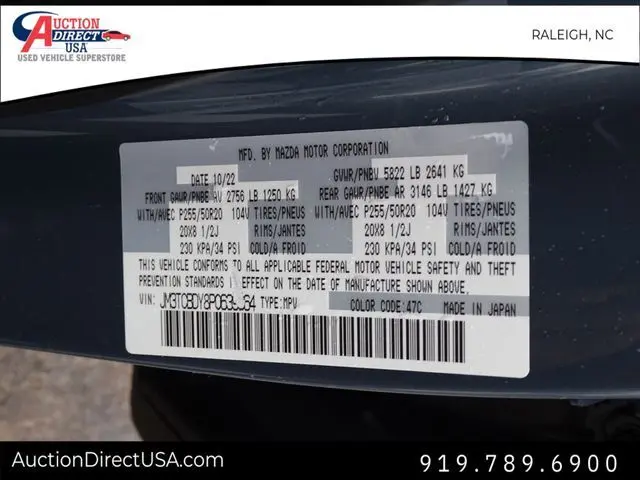 AUCTION
DIRECT
USA
USED VEHICLE SUPERSTORE
RALEIGH, NC
MFD. BY MAZDA MOTOR CORPORATION
DATE 10/22 GVWR/PNBV 5822 LB 2641 KG
FRONT GAWR/PNBE AV 2756 LB 1250 KG REAR GAWR/PNBE AR 3146 LB 1427 KG
WITH/AVEC P255/50R20 104V TIRES/PNEUS WITH/AVEC P255/50R20 104V TIRES/PNEUS
20X8 1/2J RIMS/JANTES 20X8 1/2J RIMS/JANTES
230 KPA/34 PSI COLD/A FROID 230 KPA/34 PSI COLD/A FROID
THIS VEHICLE CONFORMS TO ALL APPLICABLE FEDERAL MOTOR VEHICLE SAFETY AND THEFT
PREVENTION STANDARDS IN EFFECT ON THE DATE OF MANUFACTURE SHOWN ABOVE.
VIN: TYPE:MPV COLOR CODE:47C MADE IN JAPAN
AuctionDirectUSA.com
919.789.6900